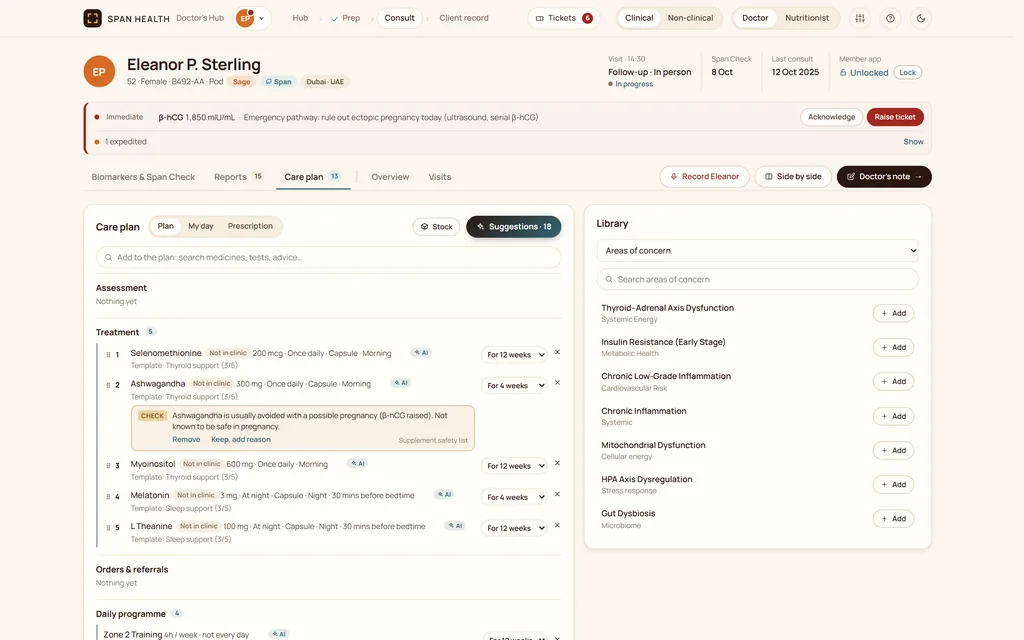 SPAN HEALTH Doctor's Hub EP Hub Prep Consult Client record Tickets 6 Clinical Non-clinical Doctor Nutritionist
EP
Eleanor P. Sterling
52 · Female · B492-AA · Pod Sage Span Dubai · UAE
Visit · 14:30
Follow-up · In person
In progress
Span Check
8 Oct
Last consult
12 Oct 2025
Member app
Unlocked Lock
Immediate β-hCG 1,850 mIU/mL · Emergency pathway: rule out ectopic pregnancy today (ultrasound, serial β-hCG) Acknowledge Raise ticket
1 expedited Show
Biomarkers & Span Check Reports 15 Care plan 13 Overview Visits Record Eleanor Side by side Doctor's note →
Care plan Plan My day Prescription Stock Suggestions · 18
Add to the plan: search medicines, tests, advice...
Assessment
Nothing yet
Treatment 5
1 Selenomethionine Not in clinic 200 mcg · Once daily · Capsule · Morning AI For 12 weeks ×
Template: Thyroid support (3/5)
2 Ashwagandha Not in clinic 300 mg · Once daily · Capsule · Morning AI For 4 weeks ×
Template: Thyroid support (3/5)
CHECK Ashwagandha is usually avoided with a possible pregnancy (β-hCG raised). Not
known to be safe in pregnancy.
Remove Keep, add reason Supplement safety list
3 Myoinositol Not in clinic 600 mg · Once daily · Morning AI For 12 weeks ×
Template: Thyroid support (3/5)
4 Melatonin Not in clinic 3 mg · At night · Capsule · Night · 30 mins before bedtime AI For 4 weeks ×
Template: Sleep support (3/5)
5 L Theanine Not in clinic 100 mg · At night · Capsule · Night · 30 mins before bedtime AI For 12 weeks ×
Template: Sleep support (3/5)
Orders & referrals
Nothing yet
Daily programme 4
Zone 2 Training 4h / week · not every day AI For 12 weeks ×
Library
Areas of concern
Search areas of concern
Thyroid–Adrenal Axis Dysfunction
Systemic Energy
+ Add
Insulin Resistance (Early Stage)
Metabolic Health
+ Add
Chronic Low-Grade Inflammation
Cardiovascular Risk
+ Add
Chronic Inflammation
Systemic
+ Add
Mitochondrial Dysfunction
Cellular energy
+ Add
HPA Axis Dysregulation
Stress response
+ Add
Gut Dysbiosis
Microbiome
+ Add